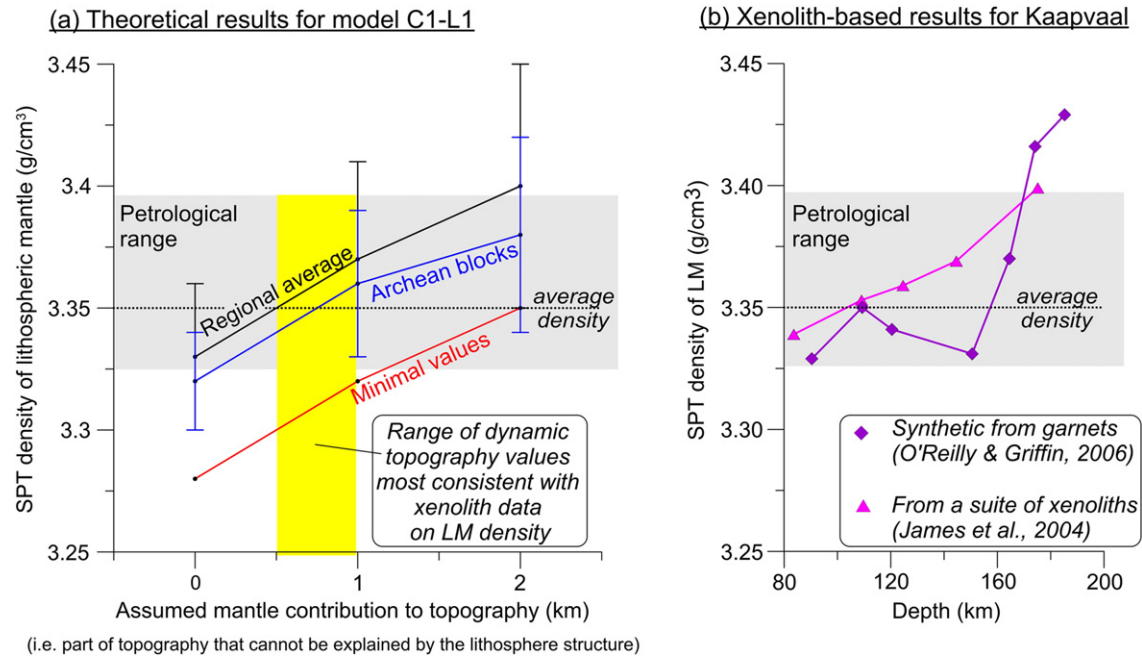 (a) Theoretical results for model C1-L1
SPT density of lithospheric mantle (g/cm³)
3.45
3.40
3.35
3.3
3.25
Petrological
range
Regional average
Archean blocks
Minimal values
average
density
Range of dynamic
topography values
most consistent with
xenolith data
on LM density
0
1
2
Assumed mantle contribution to topography (km)
(i.e. part of topography that cannot be explained by the lithosphere structure)
(b) Xenolith-based results for Kaapvaal
SPT density of LM (g/cm³)
3.45
3.40
3.35
3.30
3.25
Petrological
range
average
density
Synthetic from garnets
(O'Reilly & Griffin, 2006)
From a suite of xenoliths
(James et al., 2004)
80
120
160
200
Depth (km)